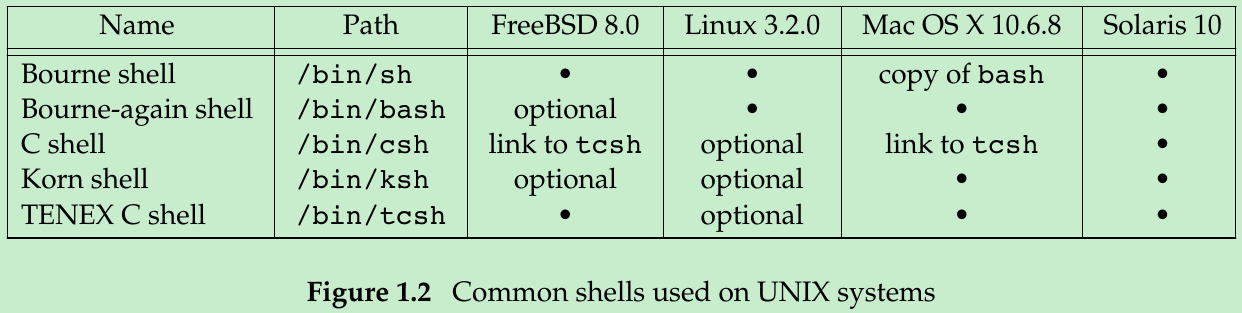 Name Path FreeBSD 8.0 Linux 3.2.0 Mac OS X 10.6.8 Solaris 10
Bourne shell /bin/sh • • copy of bash •
Bourne-again shell /bin/bash optional • • •
C shell /bin/csh link to tcsh optional link to tcsh •
Korn shell /bin/ksh optional optional • •
TENEX C shell /bin/tcsh • optional • •
Figure 1.2 Common shells used on UNIX systems